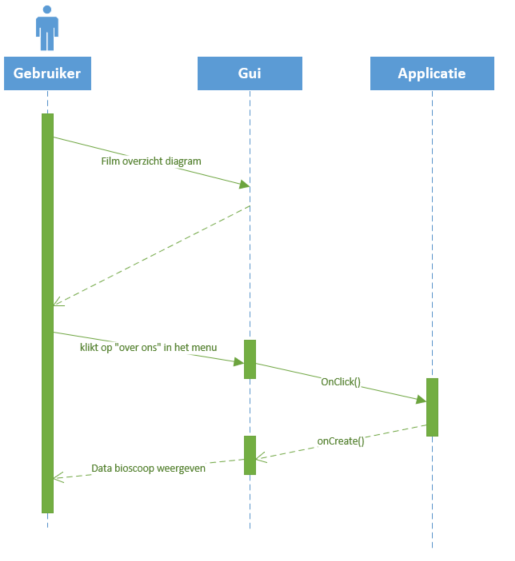 Gebruiker
Gui
Applicatie
Film overzicht diagram
klikt op "over ons" in het menu
OnClick()
onCreate()
Data bioscoop weergeven